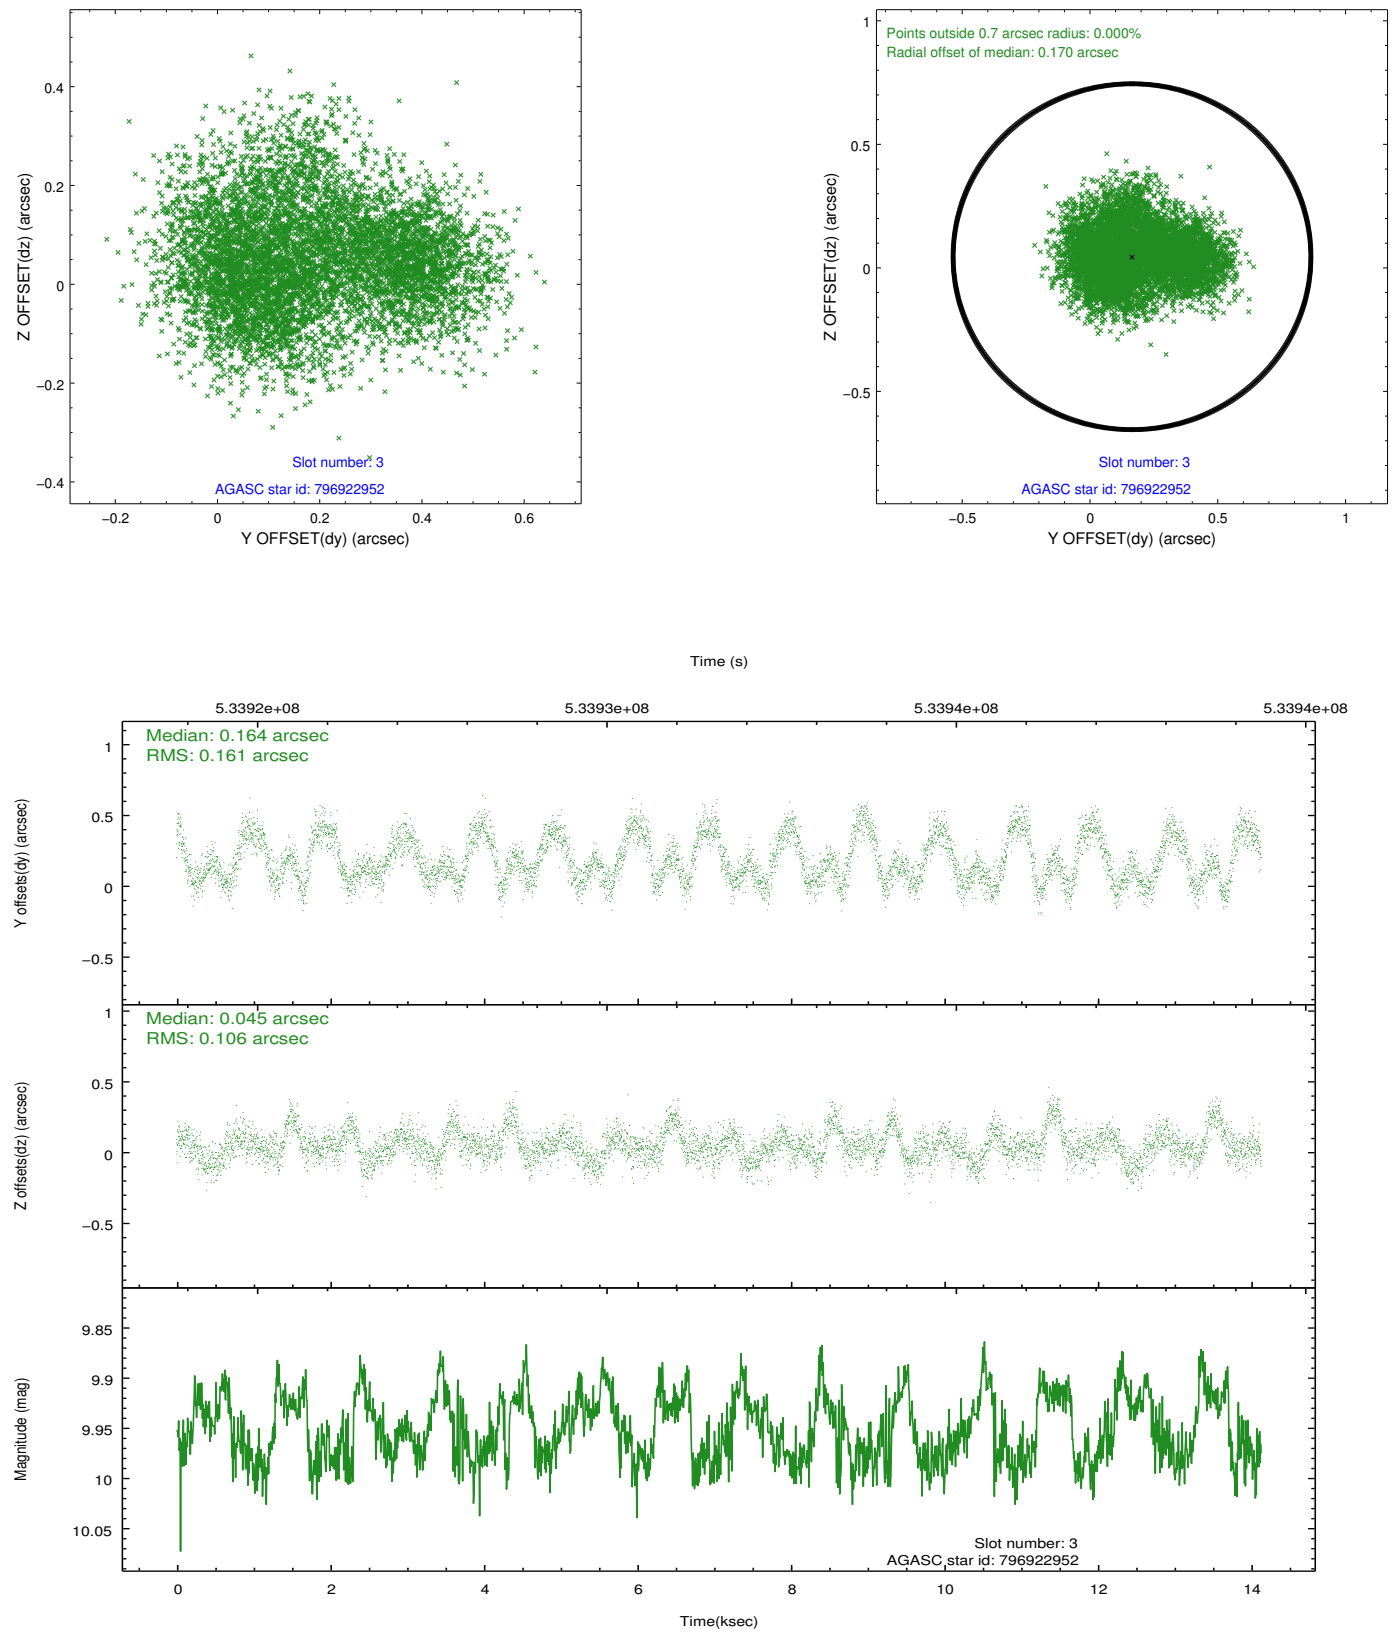 0.4
0.2
0
−0.2
−0.4
Z OFFSET(dz) (arcsec)
Slot number: 3
AGASC star id: 796922952
−0.2 0 0.2 0.4 0.6
Y OFFSET(dy) (arcsec)
Points outside 0.7 arcsec radius: 0.000%
Radial offset of median: 0.170 arcsec
1
0.5
0
−0.5
Z OFFSET(dz) (arcsec)
Slot number: 3
AGASC star id: 796922952
−0.5 0 0.5 1
Y OFFSET(dy) (arcsec)
Time (s)
5.3392e+08 5.3393e+08 5.3394e+08 5.3394e+08
Median: 0.164 arcsec
RMS: 0.161 arcsec
1
0.5
0
−0.5
Y offsets(dy) (arcsec)
Median: 0.045 arcsec
RMS: 0.106 arcsec
1
0.5
0
−0.5
Z offsets(dz) (arcsec)
9.85
9.9
9.95
10
10.05
Magnitude (mag)
Slot number: 3
AGASC star id: 796922952
0 2 4 6 8 10 12 14
Time(ksec)